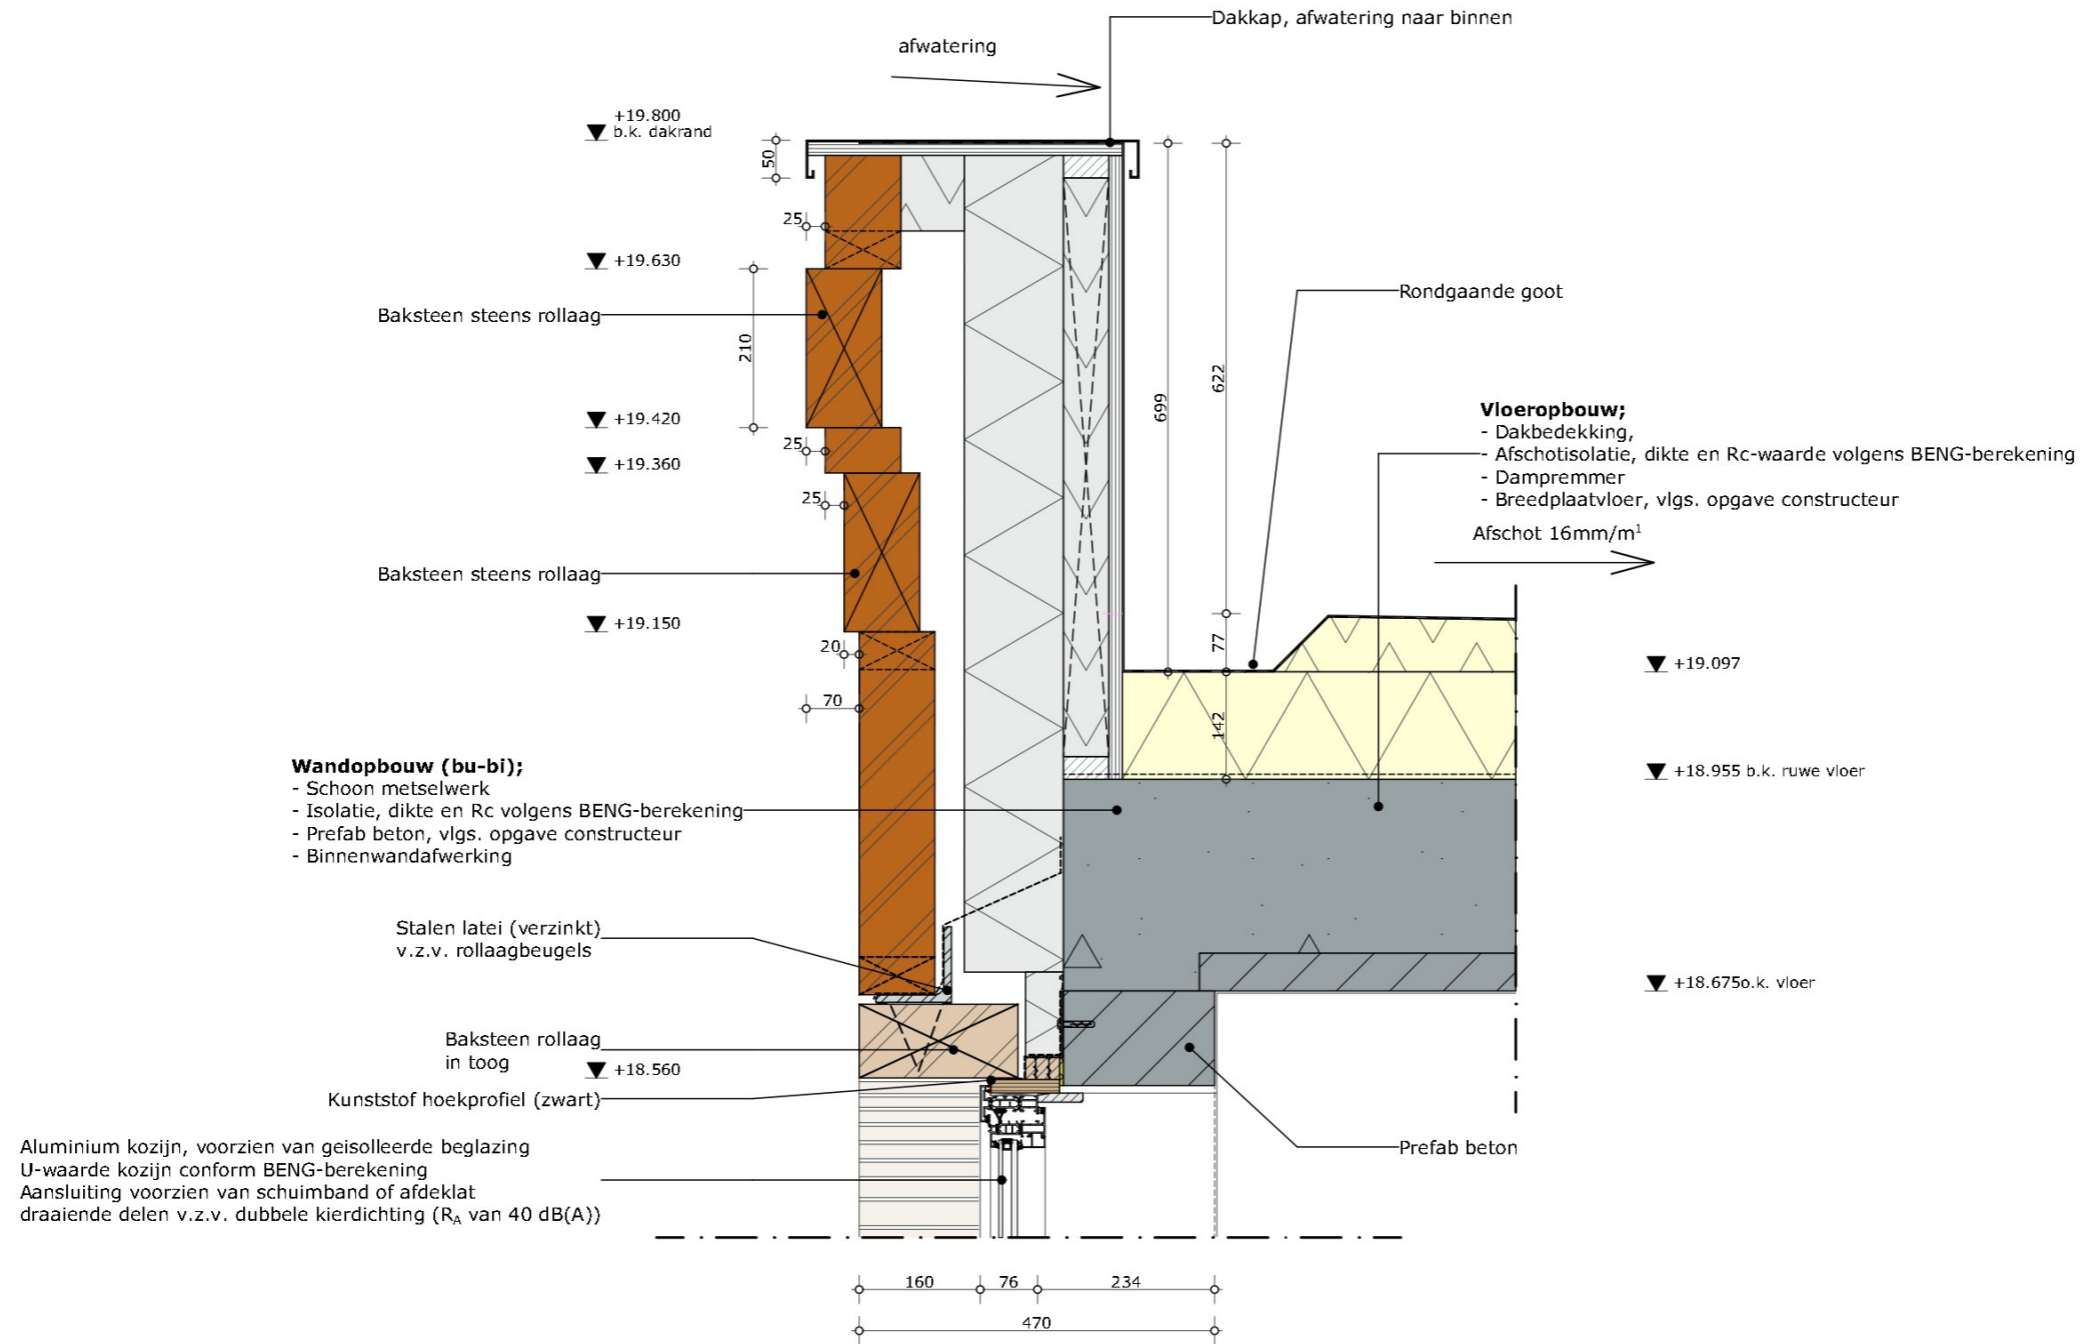 Dakkap, afwatering naar binnen
afwatering
+19.800
b.k. dakrand
50
25
+19.630
Baksteen steens rollaag
210
+19.420
25
+19.360
25
Baksteen steens rollaag
+19.150
20
70
699
622
77
142
Rondgaande goot
Vloeropbouw;
- Dakbedekking,
- Afschotisolatie, dikte en Rc-waarde volgens BENG-berekening
- Dampremmer
- Breedplaatvloer, vlgs. opgave constructeur
Afschot 16mm/m¹
+19.097
+18.955 b.k. ruwe vloer
+18.675o.k. vloer
Wandopbouw (bu-bi);
- Schoon metselwerk
- Isolatie, dikte en Rc volgens BENG-berekening
- Prefab beton, vlgs. opgave constructeur
- Binnenwandafwerking
Stalen latei (verzinkt)
v.z.v. rollaagbeugels
Baksteen rollaag
in toog
+18.560
Kunststof hoekprofiel (zwart)
Aluminium kozijn, voorzien van geisolleerde beglazing
U-waarde kozijn conform BENG-berekening
Aansluiting voorzien van schuimband of afdeklat
draaiende delen v.z.v. dubbele kierdichting (R_A van 40 dB(A))
Prefab beton
160
76
234
470